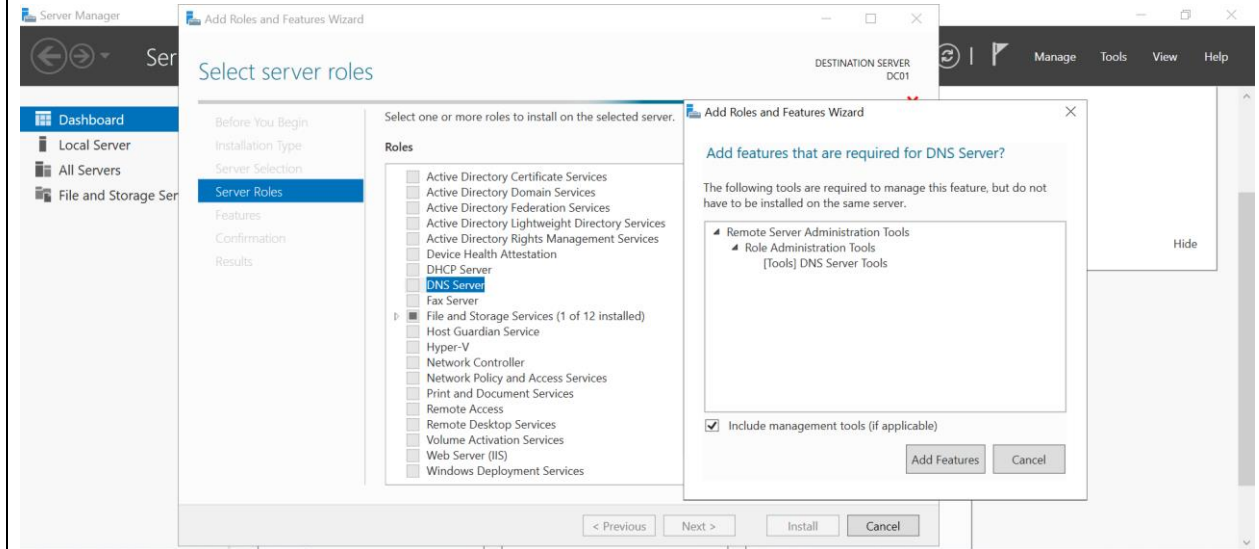 Server Manager
Add Roles and Features Wizard
Ser
Manage
Tools
View
Help
Select server roles
DESTINATION SERVER
DC01
Dashboard
Local Server
All Servers
File and Storage Ser
Before You Begin
Installation Type
Server Selection
Server Roles
Features
Confirmation
Results
Select one or more roles to install on the selected server.
Roles
Active Directory Certificate Services
Active Directory Domain Services
Active Directory Federation Services
Active Directory Lightweight Directory Services
Active Directory Rights Management Services
Device Health Attestation
DHCP Server
DNS Server
Fax Server
File and Storage Services (1 of 12 installed)
Host Guardian Service
Hyper-V
Network Controller
Network Policy and Access Services
Print and Document Services
Remote Access
Remote Desktop Services
Volume Activation Services
Web Server (IIS)
Windows Deployment Services
Add Roles and Features Wizard
Add features that are required for DNS Server?
The following tools are required to manage this feature, but do not
have to be installed on the same server.
Remote Server Administration Tools
Role Administration Tools
[Tools] DNS Server Tools
Include management tools (if applicable)
Add Features
Cancel
Hide
< Previous
Next >
Install
Cancel